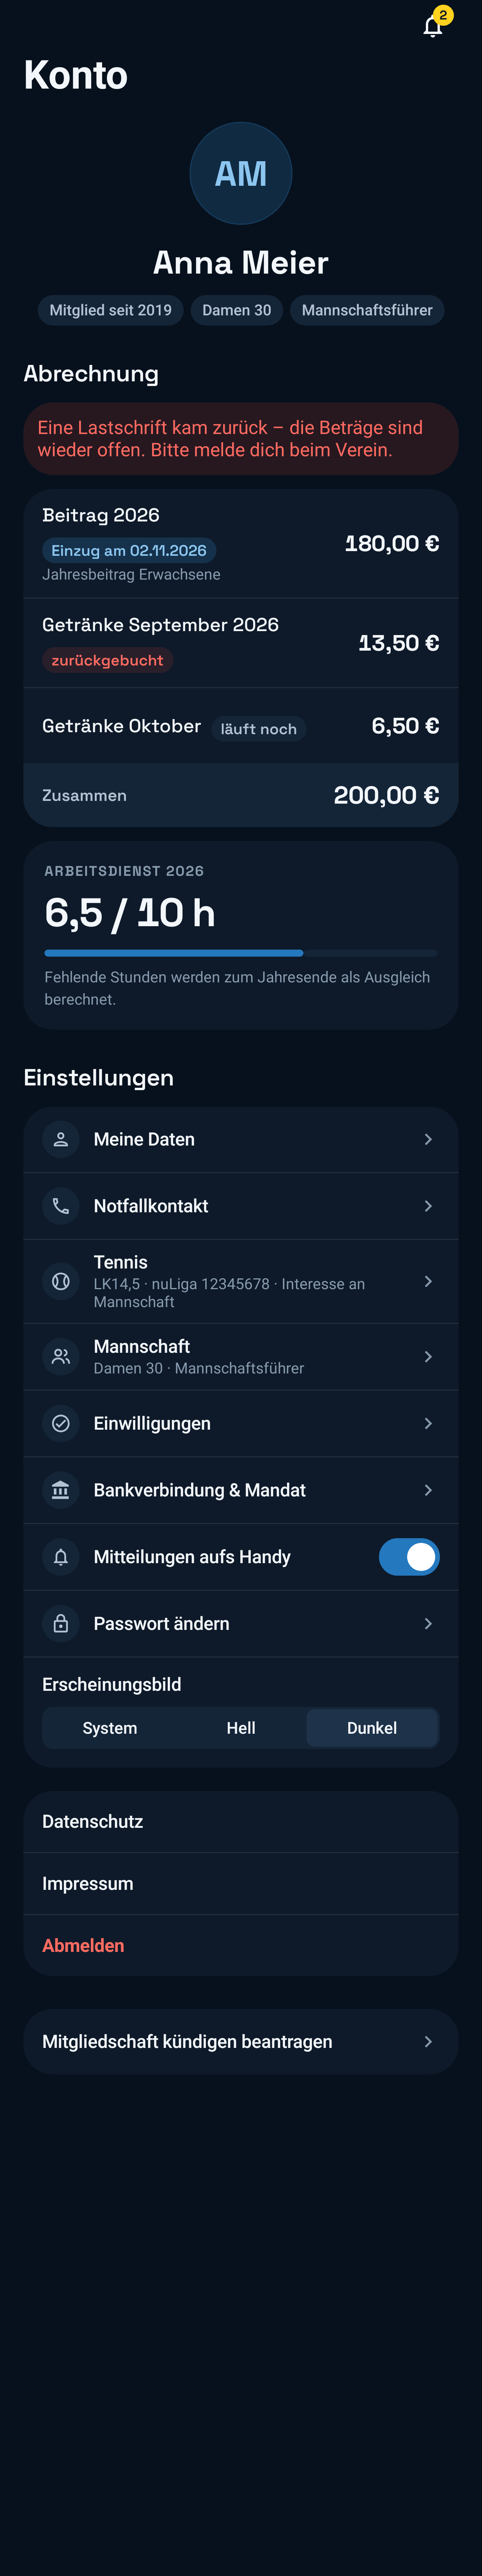 2
Konto
AM
Anna Meier
Mitglied seit 2019 Damen 30 Mannschaftsführer
Abrechnung
Eine Lastschrift kam zurück – die Beträge sind
wieder offen. Bitte melde dich beim Verein.
Beitrag 2026
Einzug am 02.11.2026
Jahresbeitrag Erwachsene
180,00 €
Getränke September 2026
zurückgebucht
13,50 €
Getränke Oktober läuft noch 6,50 €
Zusammen 200,00 €
ARBEITSDIENST 2026
6,5 / 10 h
Fehlende Stunden werden zum Jahresende als Ausgleich
berechnet.
Einstellungen
Meine Daten
Notfallkontakt
Tennis
LK14,5 · nuLiga 12345678 · Interesse an
Mannschaft
Mannschaft
Damen 30 · Mannschaftsführer
Einwilligungen
Bankverbindung & Mandat
Mitteilungen aufs Handy
Passwort ändern
Erscheinungsbild
System Hell Dunkel
Datenschutz
Impressum
Abmelden
Mitgliedschaft kündigen beantragen